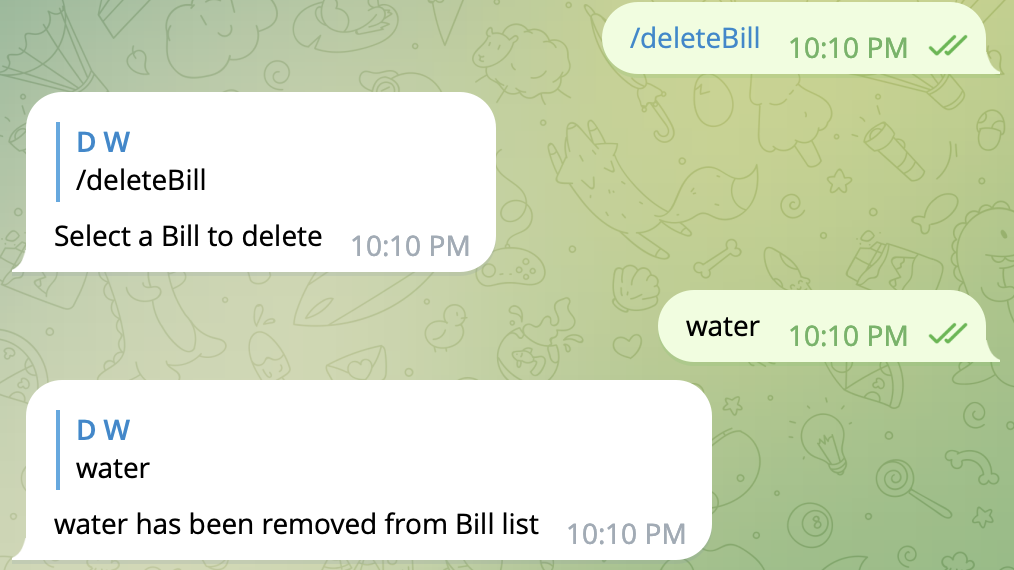 /deleteBill 10:10 PM
D W
/deleteBill
Select a Bill to delete 10:10 PM
water 10:10 PM
D W
water
water has been removed from Bill list 10:10 PM